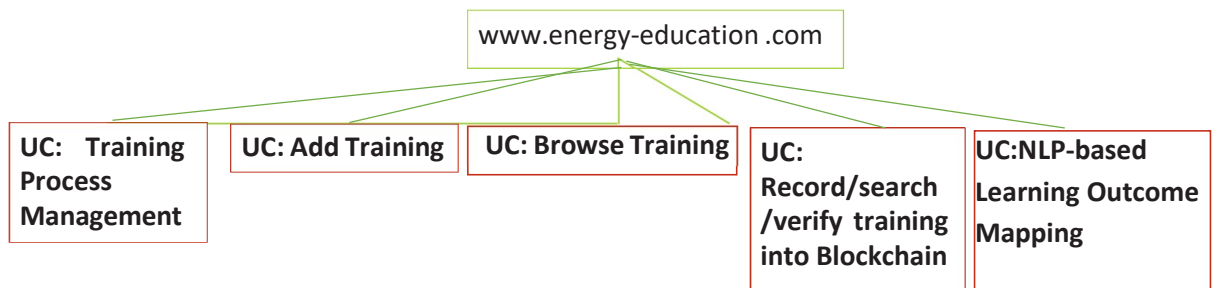 www.energy-education .com
UC: Training
Process
Management
UC: Add Training
UC: Browse Training
UC:
Record/search
/verify training
into Blockchain
UC:NLP-based
Learning Outcome
Mapping